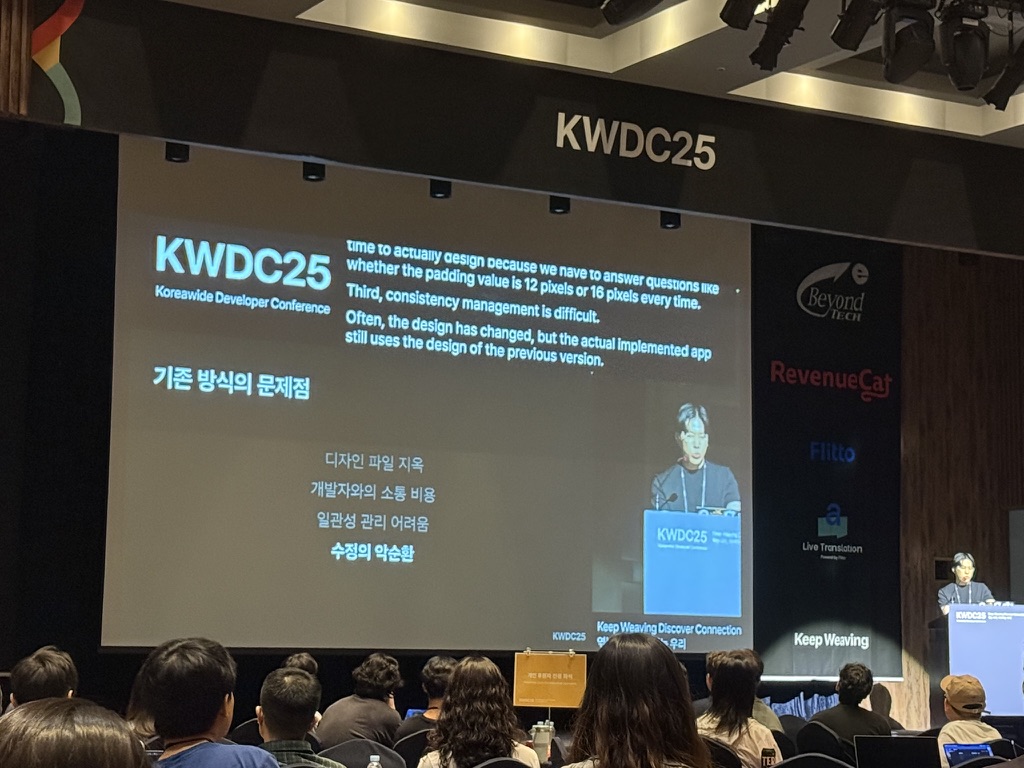 KWDC25
KWDC25
Koreawide Developer Conference
time to actually design because we have to answer questions like
whether the padding value is 12 pixels or 16 pixels every time.
Third, consistency management is difficult.
Often, the design has changed, but the actual implemented app
still uses the design of the previous version.
기존 방식의 문제점
디자인 파일 지옥
개발자와의 소통 비용
일관성 관리 어려움
수정의 악순환
KWDC25
KWDC25
Keep Weaving Discover Connection
우리
Beyond
TECH
RevenueCat
Flitto
a
Live Translation
Keep Weaving
KWDC25